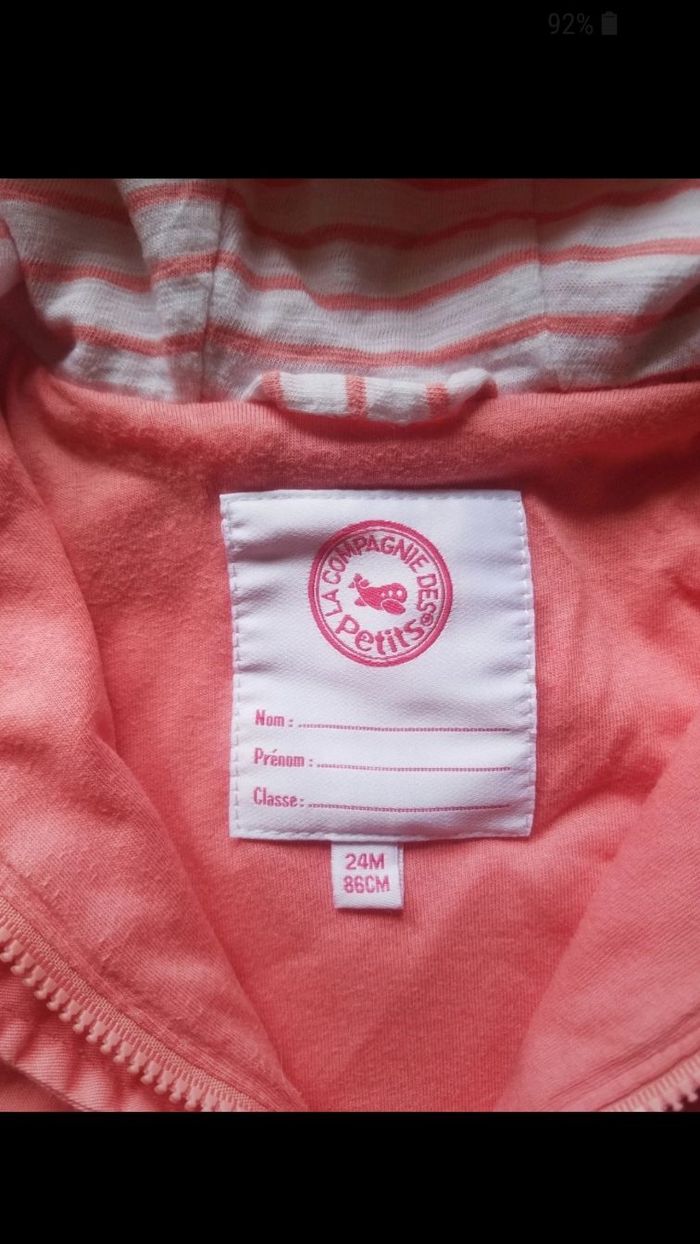 92%
LA COMPAGNIE DES
Petits®
Nom :
Prénom :
Classe :
24M
86CM